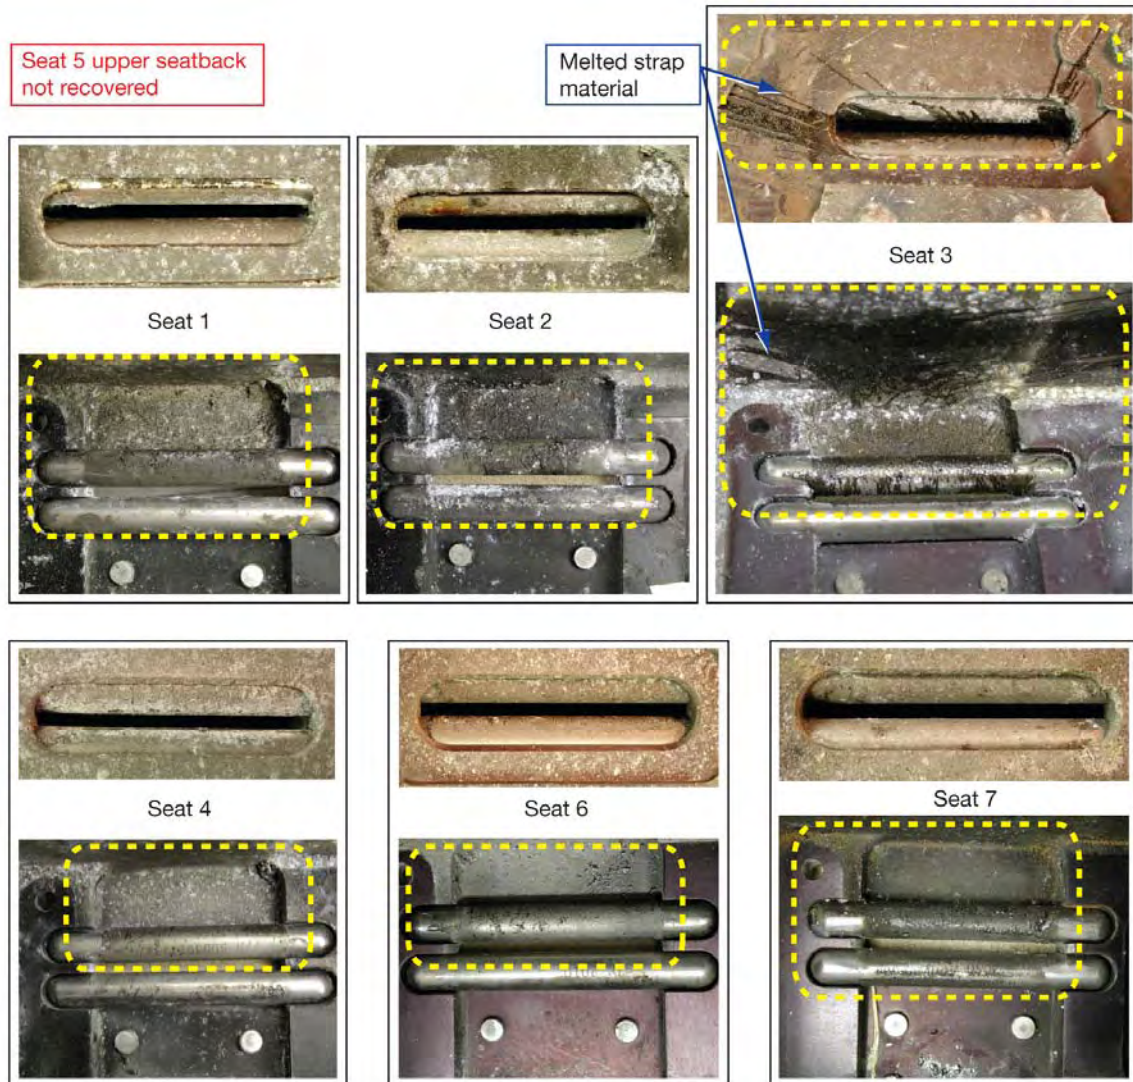 Seat 5 upper seatback
not recovered
Melted strap
material
Seat 1
Seat 2
Seat 3
Seat 4
Seat 6
Seat 7